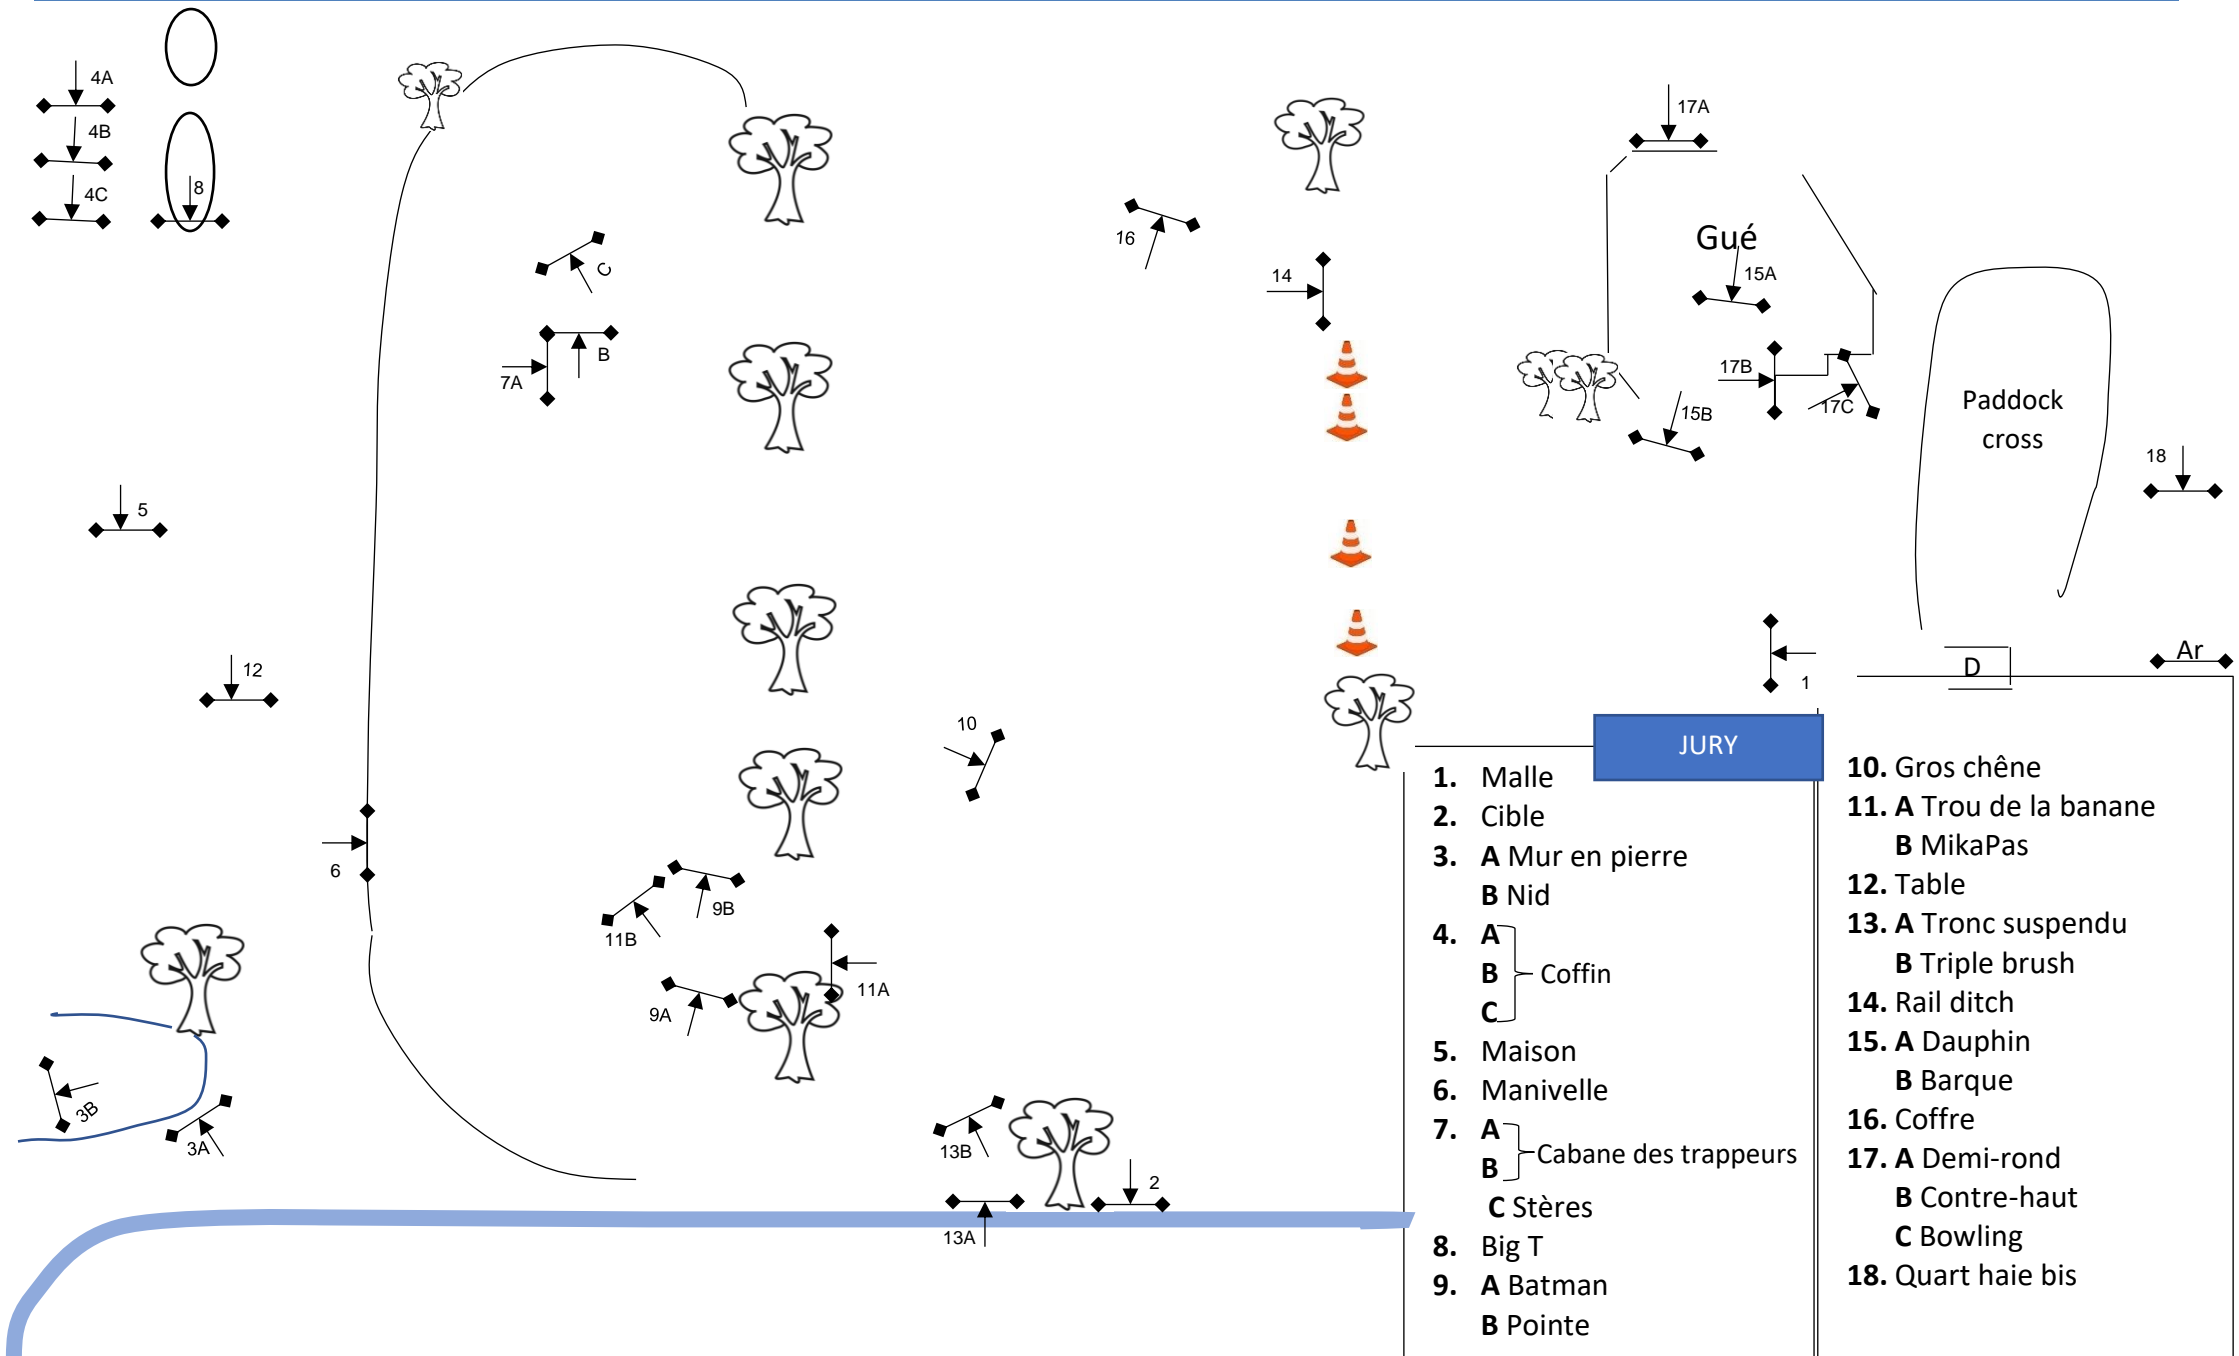 4A
4B
4C
8
17A
16
Gué
C
15A
14
B
7A
17B
17C
15B
Paddock
cross
18
5
12
D
Ar
1
10
JURY
6
9B
11B
11A
9A
3B
3A
13B
2
13A
1. Malle
2. Cible
3. A Mur en pierre
B Nid
4. A
B Coffin
C
5. Maison
6. Manivelle
7. A
Cabane des trappeurs
B
C Stères
8. Big T
9. A Batman
B Pointe
10. Gros chêne
11. A Trou de la banane
B MikaPas
12. Table
13. A Tronc suspendu
B Triple brush
14. Rail ditch
15. A Dauphin
B Barque
16. Coffre
17. A Demi-rond
B Contre-haut
C Bowling
18. Quart haie bis